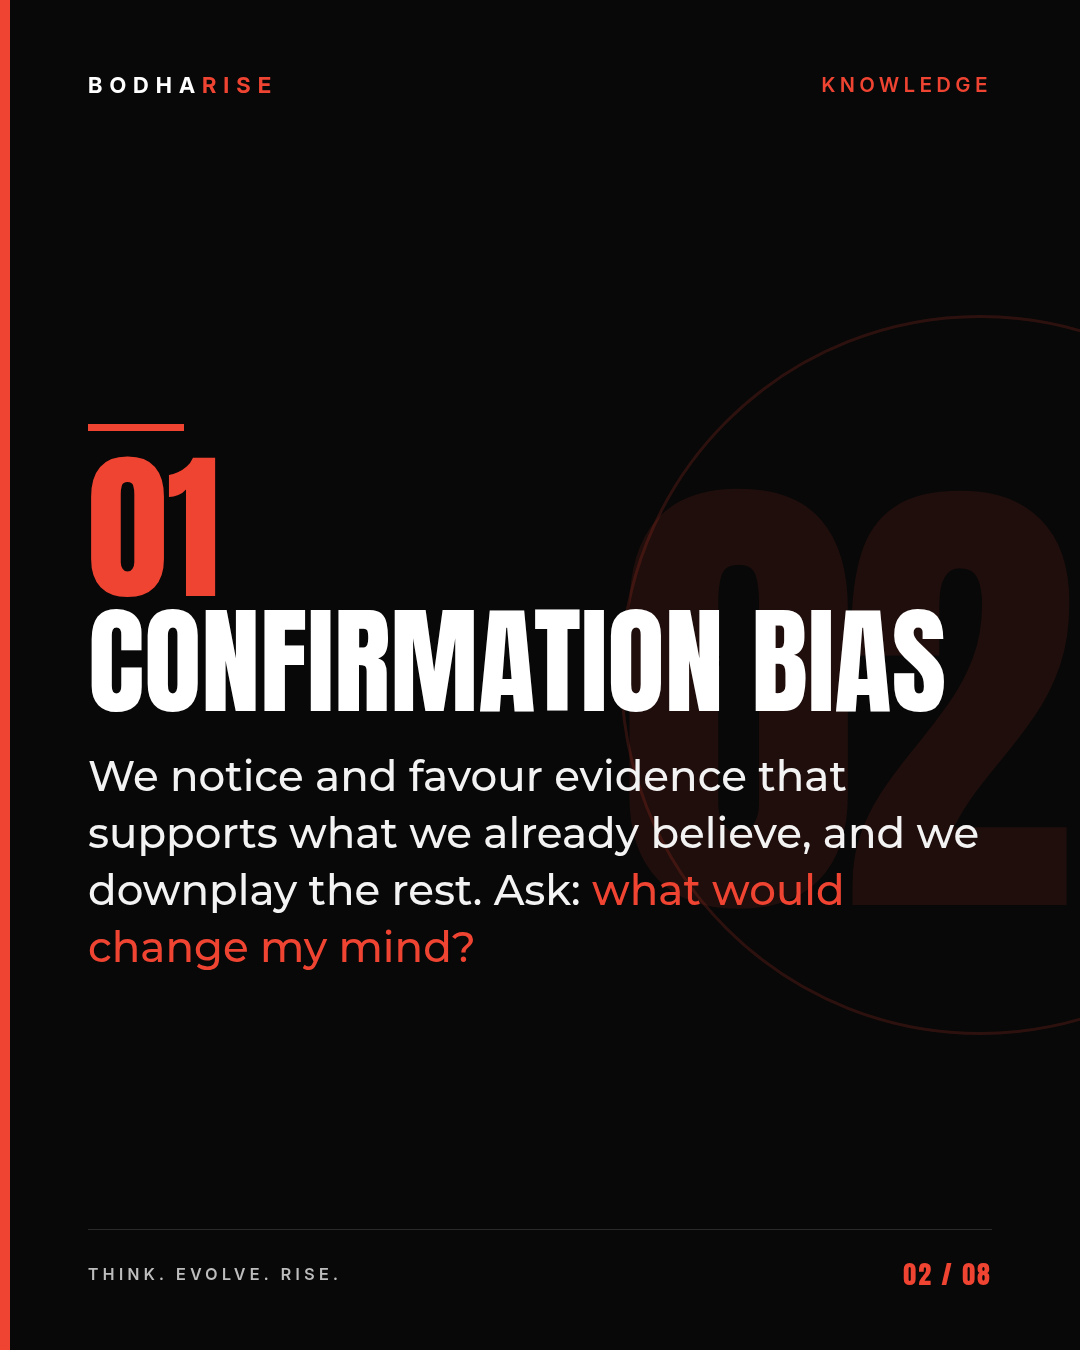 BODHARISE
KNOWLEDGE
01
02
CONFIRMATION BIAS
We notice and favour evidence that
supports what we already believe, and we
downplay the rest. Ask: what would
change my mind?
THINK. EVOLVE. RISE.
02 / 08